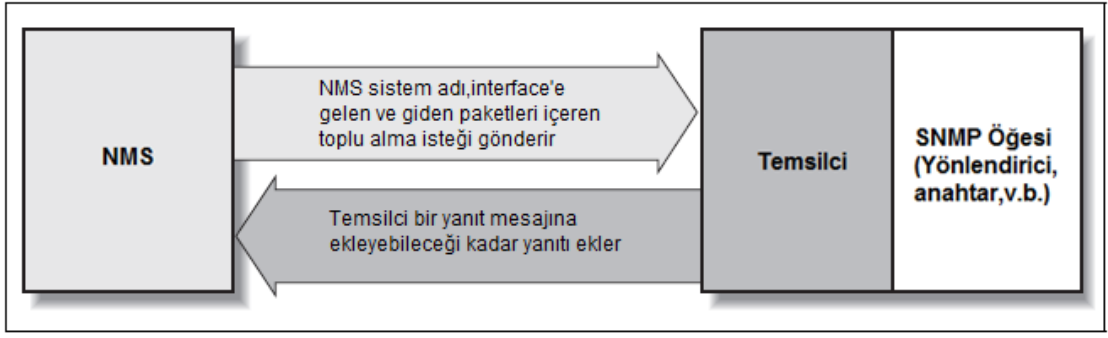 NMS
NMS sistem adı,interface'e
gelen ve giden paketleri içeren
toplu alma isteği gönderir
Temsilci bir yanıt mesajına
ekleyebileceği kadar yanıtı ekler
Temsilci
SNMP Öğesi
(Yönlendirici,
anahtar,v.b.)